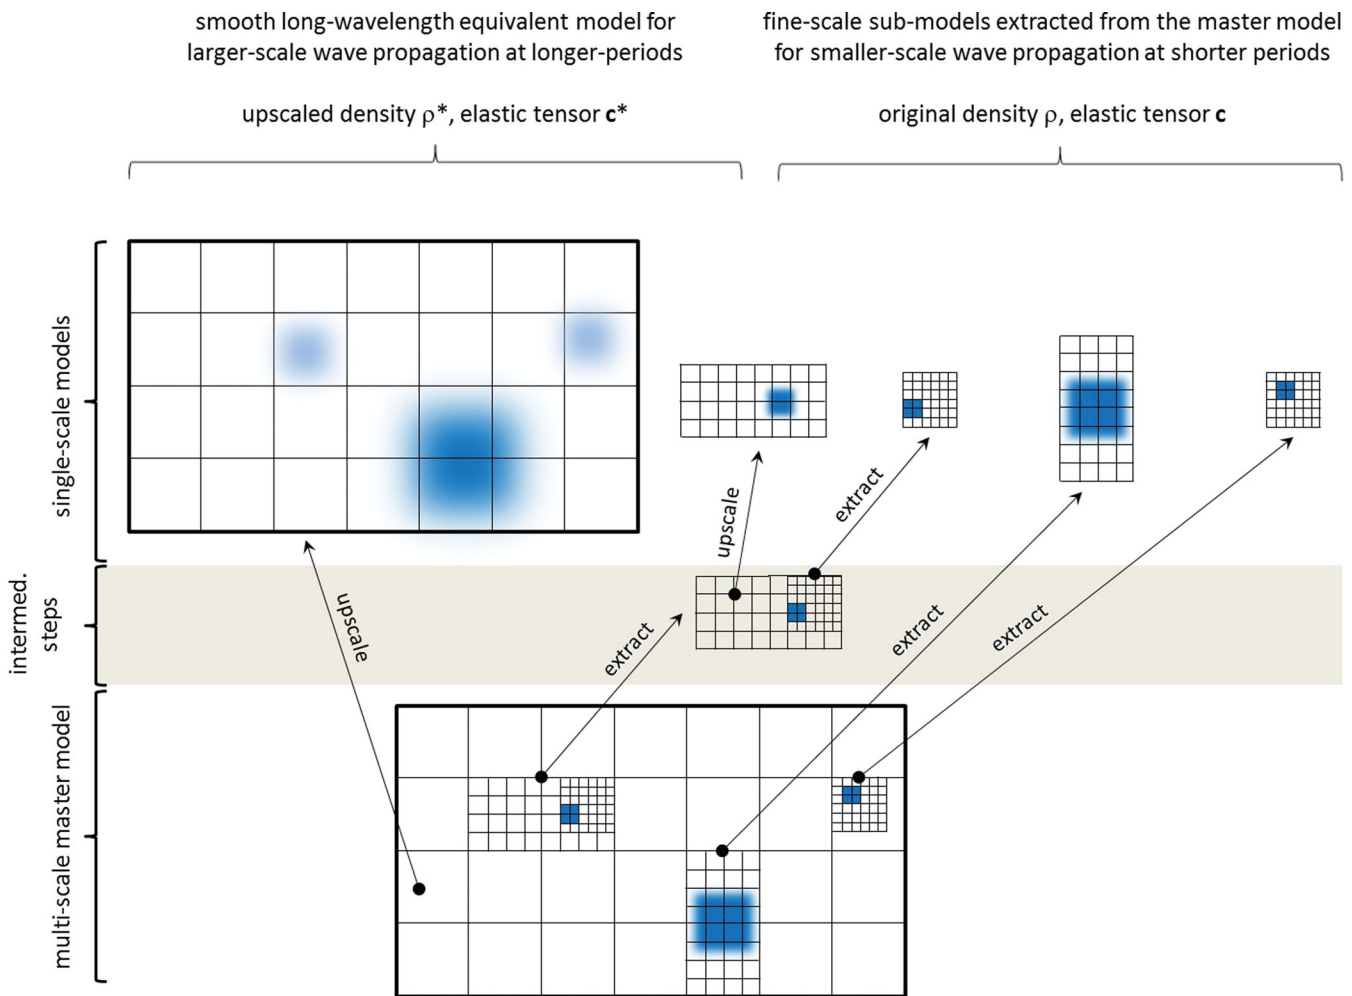 smooth long-wavelength equivalent model for
larger-scale wave propagation at longer-periods
fine-scale sub-models extracted from the master model
for smaller-scale wave propagation at shorter periods
upscaled density ρ*, elastic tensor c*
original density ρ, elastic tensor c
single-scale models
upscale
extract
intermed.
steps
upscale
extract
extract
extract
multi-scale master model